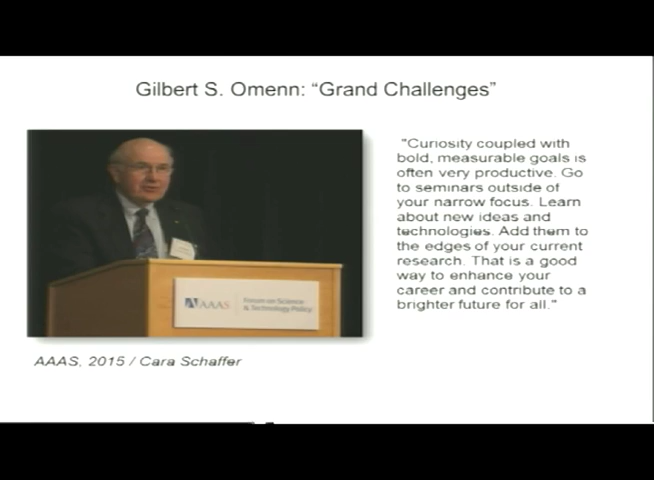 Gilbert S. Omenn: “Grand Challenges”
"Curiosity coupled with
bold, measurable goals is
often very productive. Go
to seminars outside of
your narrow focus. Learn
about new ideas and
technologies. Add them to
the edges of your current
research. That is a good
way to enhance your
career and contribute to a
brighter future for all."
AAAS
Forum on Science
& Technology Policy
AAAS, 2015 / Cara Schaffer